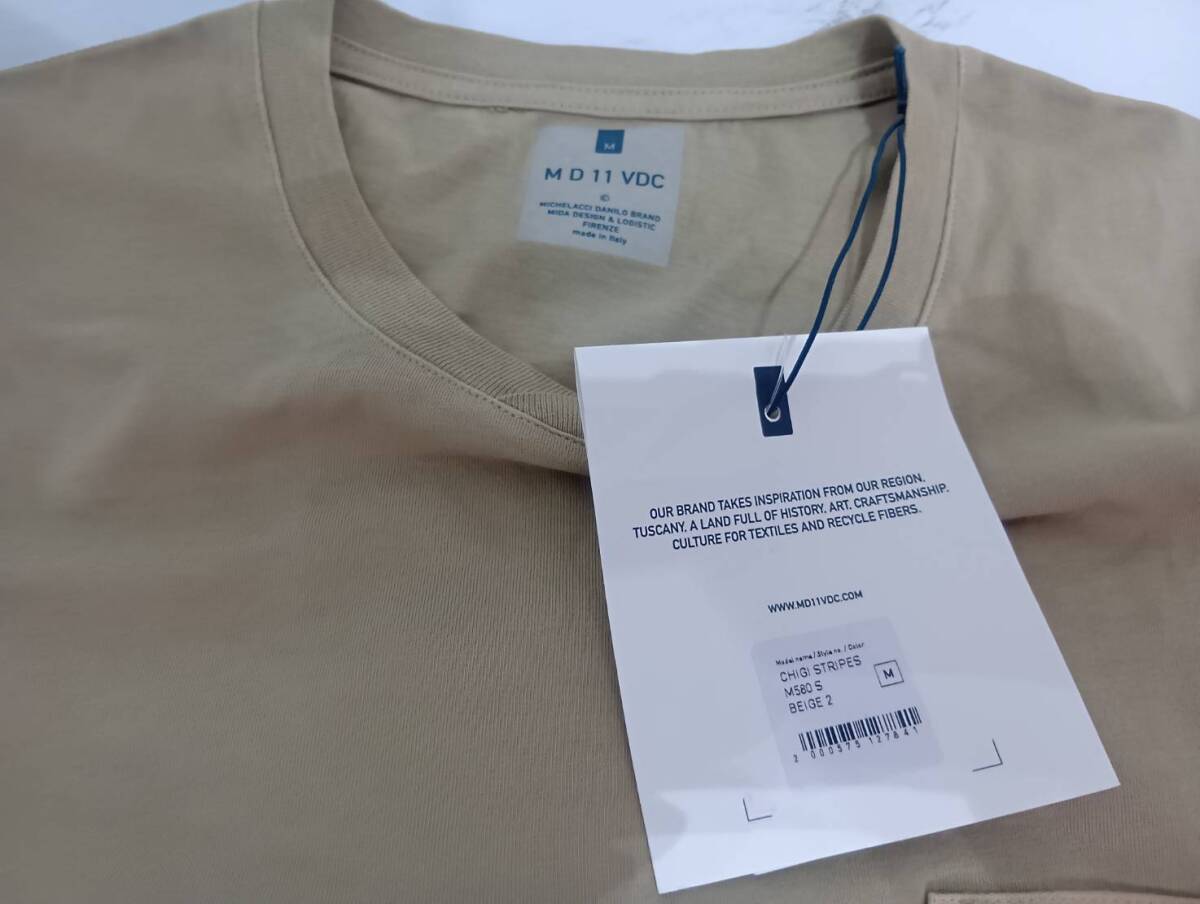 M
M D 11 VDC
©
MICHELACCI DANILO BRAND
MIDA DESIGN & LOBISTIC
FIRENZE
made in Italy
OUR BRAND TAKES INSPIRATION FROM OUR REGION.
TUSCANY. A LAND FULL OF HISTORY. ART. CRAFTSMANSHIP.
CULTURE FOR TEXTILES AND RECYCLE FIBERS.
WWW.MD11VDC.COM
Model name / Style no. / Color
CHIGI STRIPES
M580 S
BEIGE 2
M
2 000575 127841